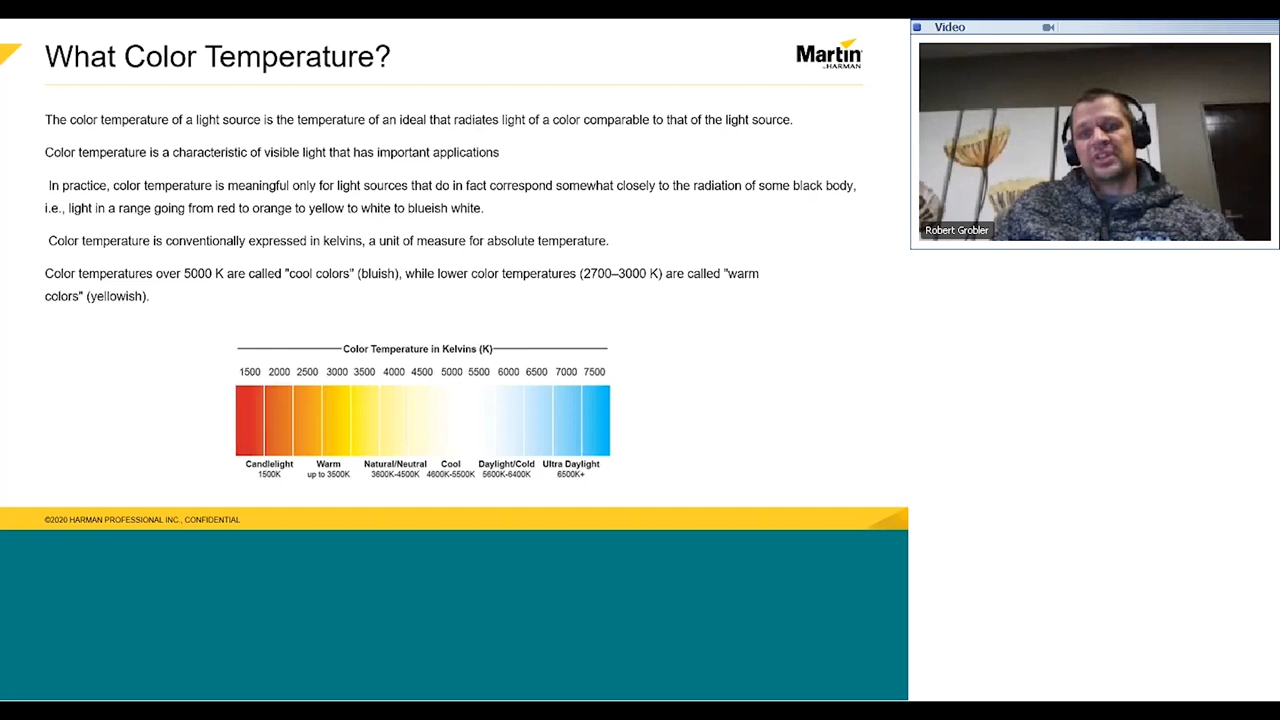 What Color Temperature?
Martin
by HARMAN
The color temperature of a light source is the temperature of an ideal that radiates light of a color comparable to that of the light source.
Color temperature is a characteristic of visible light that has important applications
In practice, color temperature is meaningful only for light sources that do in fact correspond somewhat closely to the radiation of some black body,
i.e., light in a range going from red to orange to yellow to white to blueish white.
Color temperature is conventionally expressed in kelvins, a unit of measure for absolute temperature.
Color temperatures over 5000 K are called "cool colors" (bluish), while lower color temperatures (2700–3000 K) are called "warm
colors" (yellowish).
Color Temperature in Kelvins (K)
1500 2000 2500 3000 3500 4000 4500 5000 5500 6000 6500 7000 7500
Candlelight Warm Natural/Neutral Cool Daylight/Cold Ultra Daylight
1500K up to 3500K 3600K-4500K 4600K-5500K 5600K-6400K 6500K+
©2020 HARMAN PROFESSIONAL INC., CONFIDENTIAL
Video
Robert Grobler